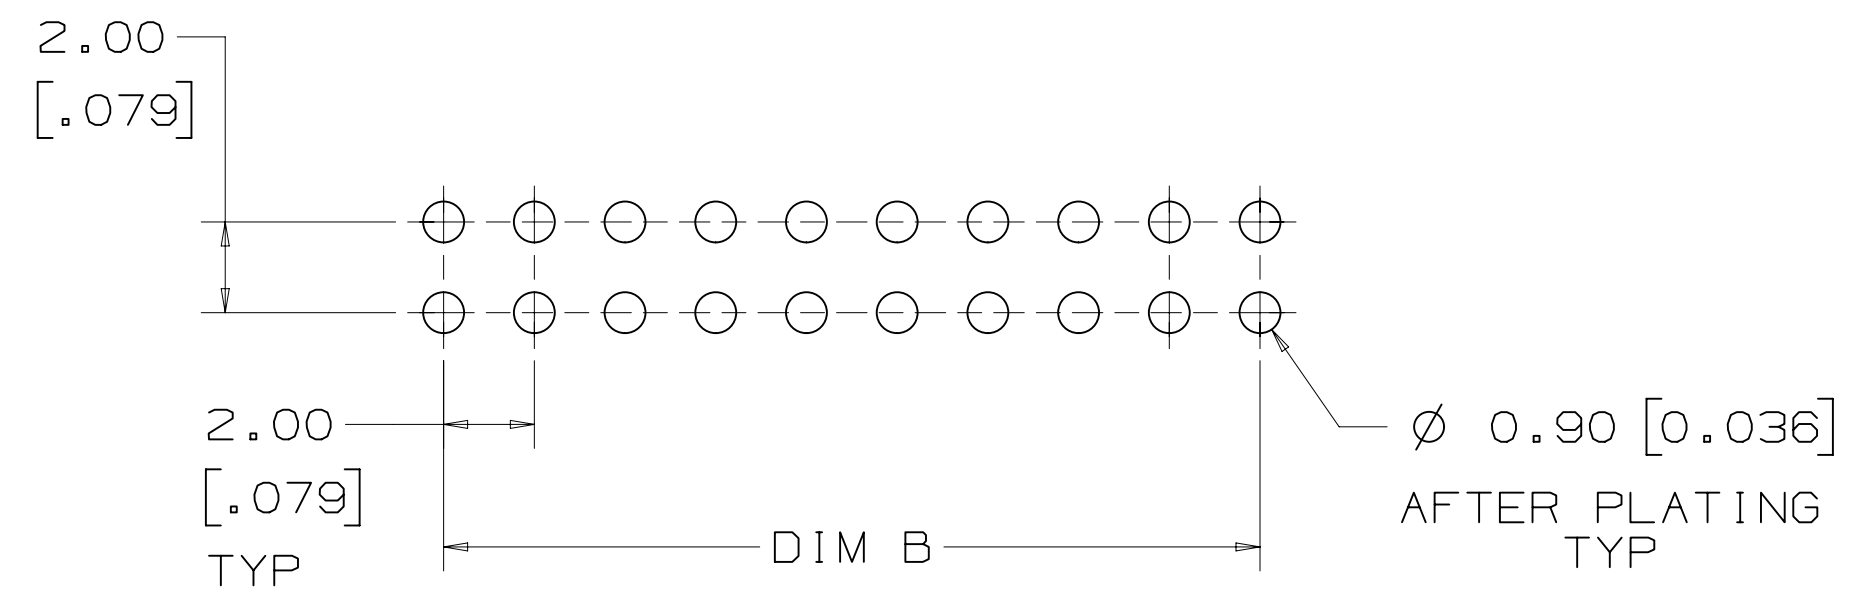 2.00
[.079]
2.00
[.079]
TYP
DIM B
Ø 0.90 [0.036]
AFTER PLATING
TYP